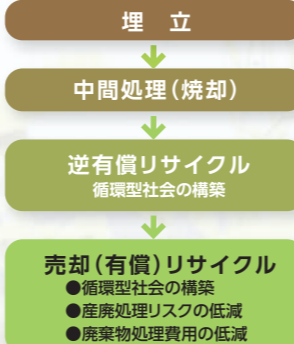 埋 立
中間処理（焼却）
逆有償リサイクル
循環型社会の構築
売却（有償）リサイクル
●循環型社会の構築
●産廃処理リスクの低減
●廃棄物処理費用の低減